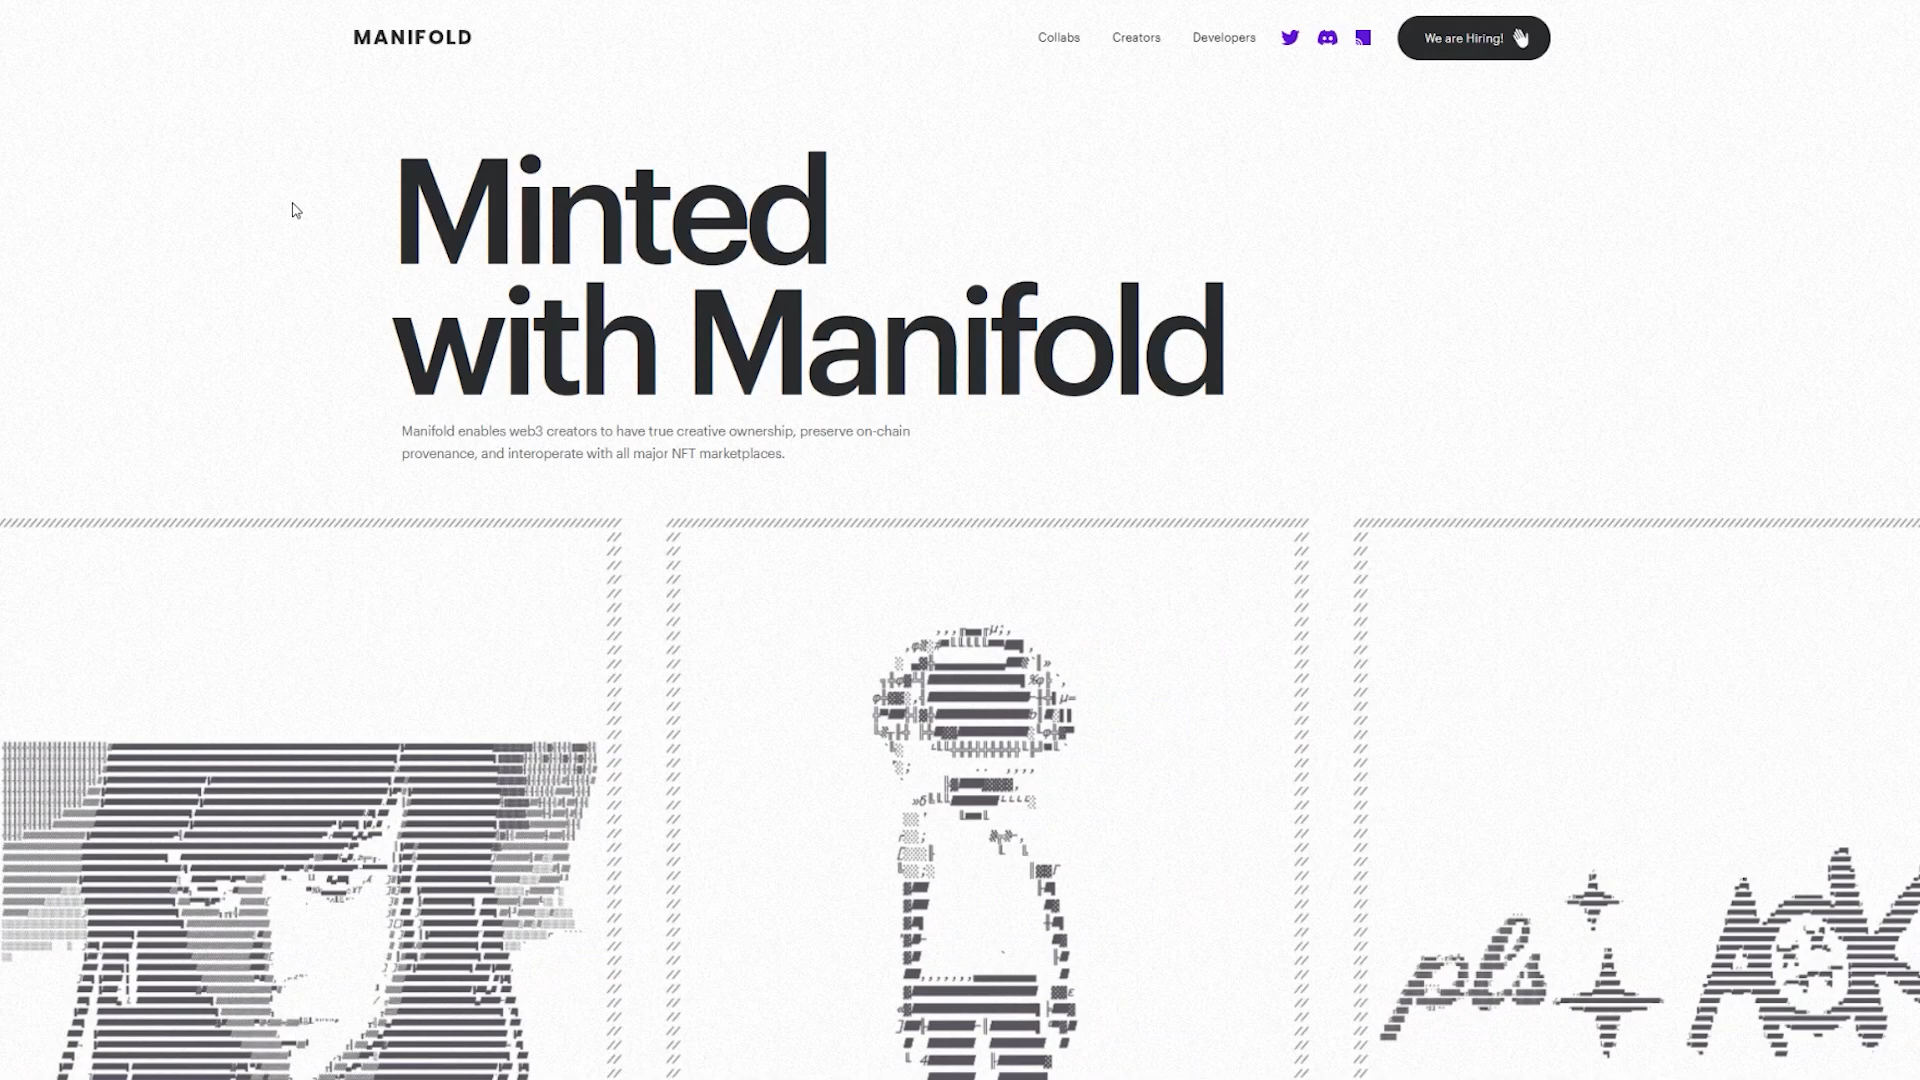 MANIFOLD
Collabs
Creators
Developers
We are Hiring!
Minted
with Manifold
Manifold enables web3 creators to have true creative ownership, preserve on-chain
provenance, and interoperate with all major NFT marketplaces.
pls